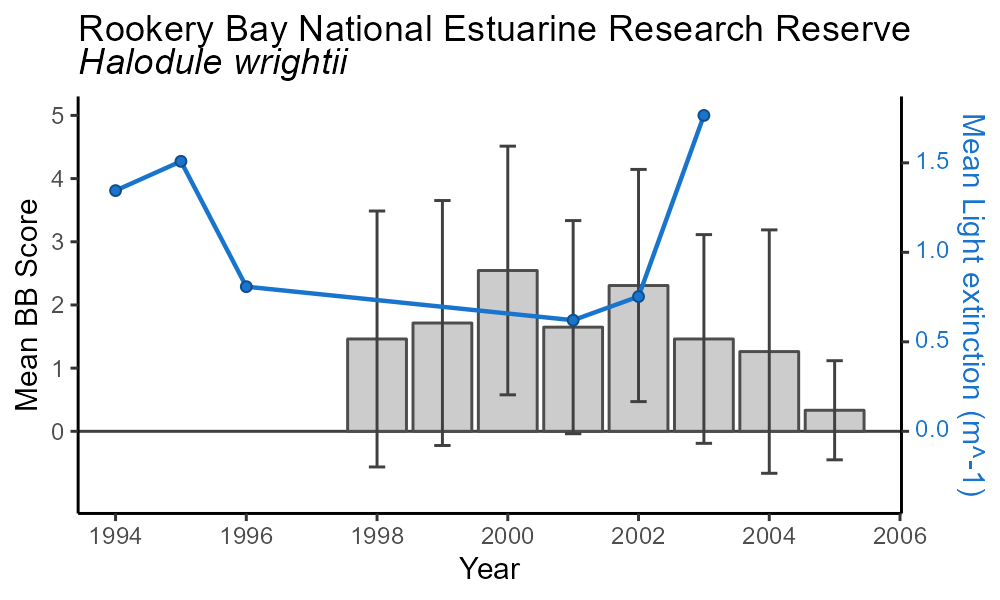 Rookery Bay National Estuarine Research Reserve
Halodule wrightii
Mean BB Score
5
4
3
2
1
0
1.5
1.0
0.5
0.0
Mean Light extinction (m^-1)
1994 1996 1998 2000 2002 2004 2006
Year